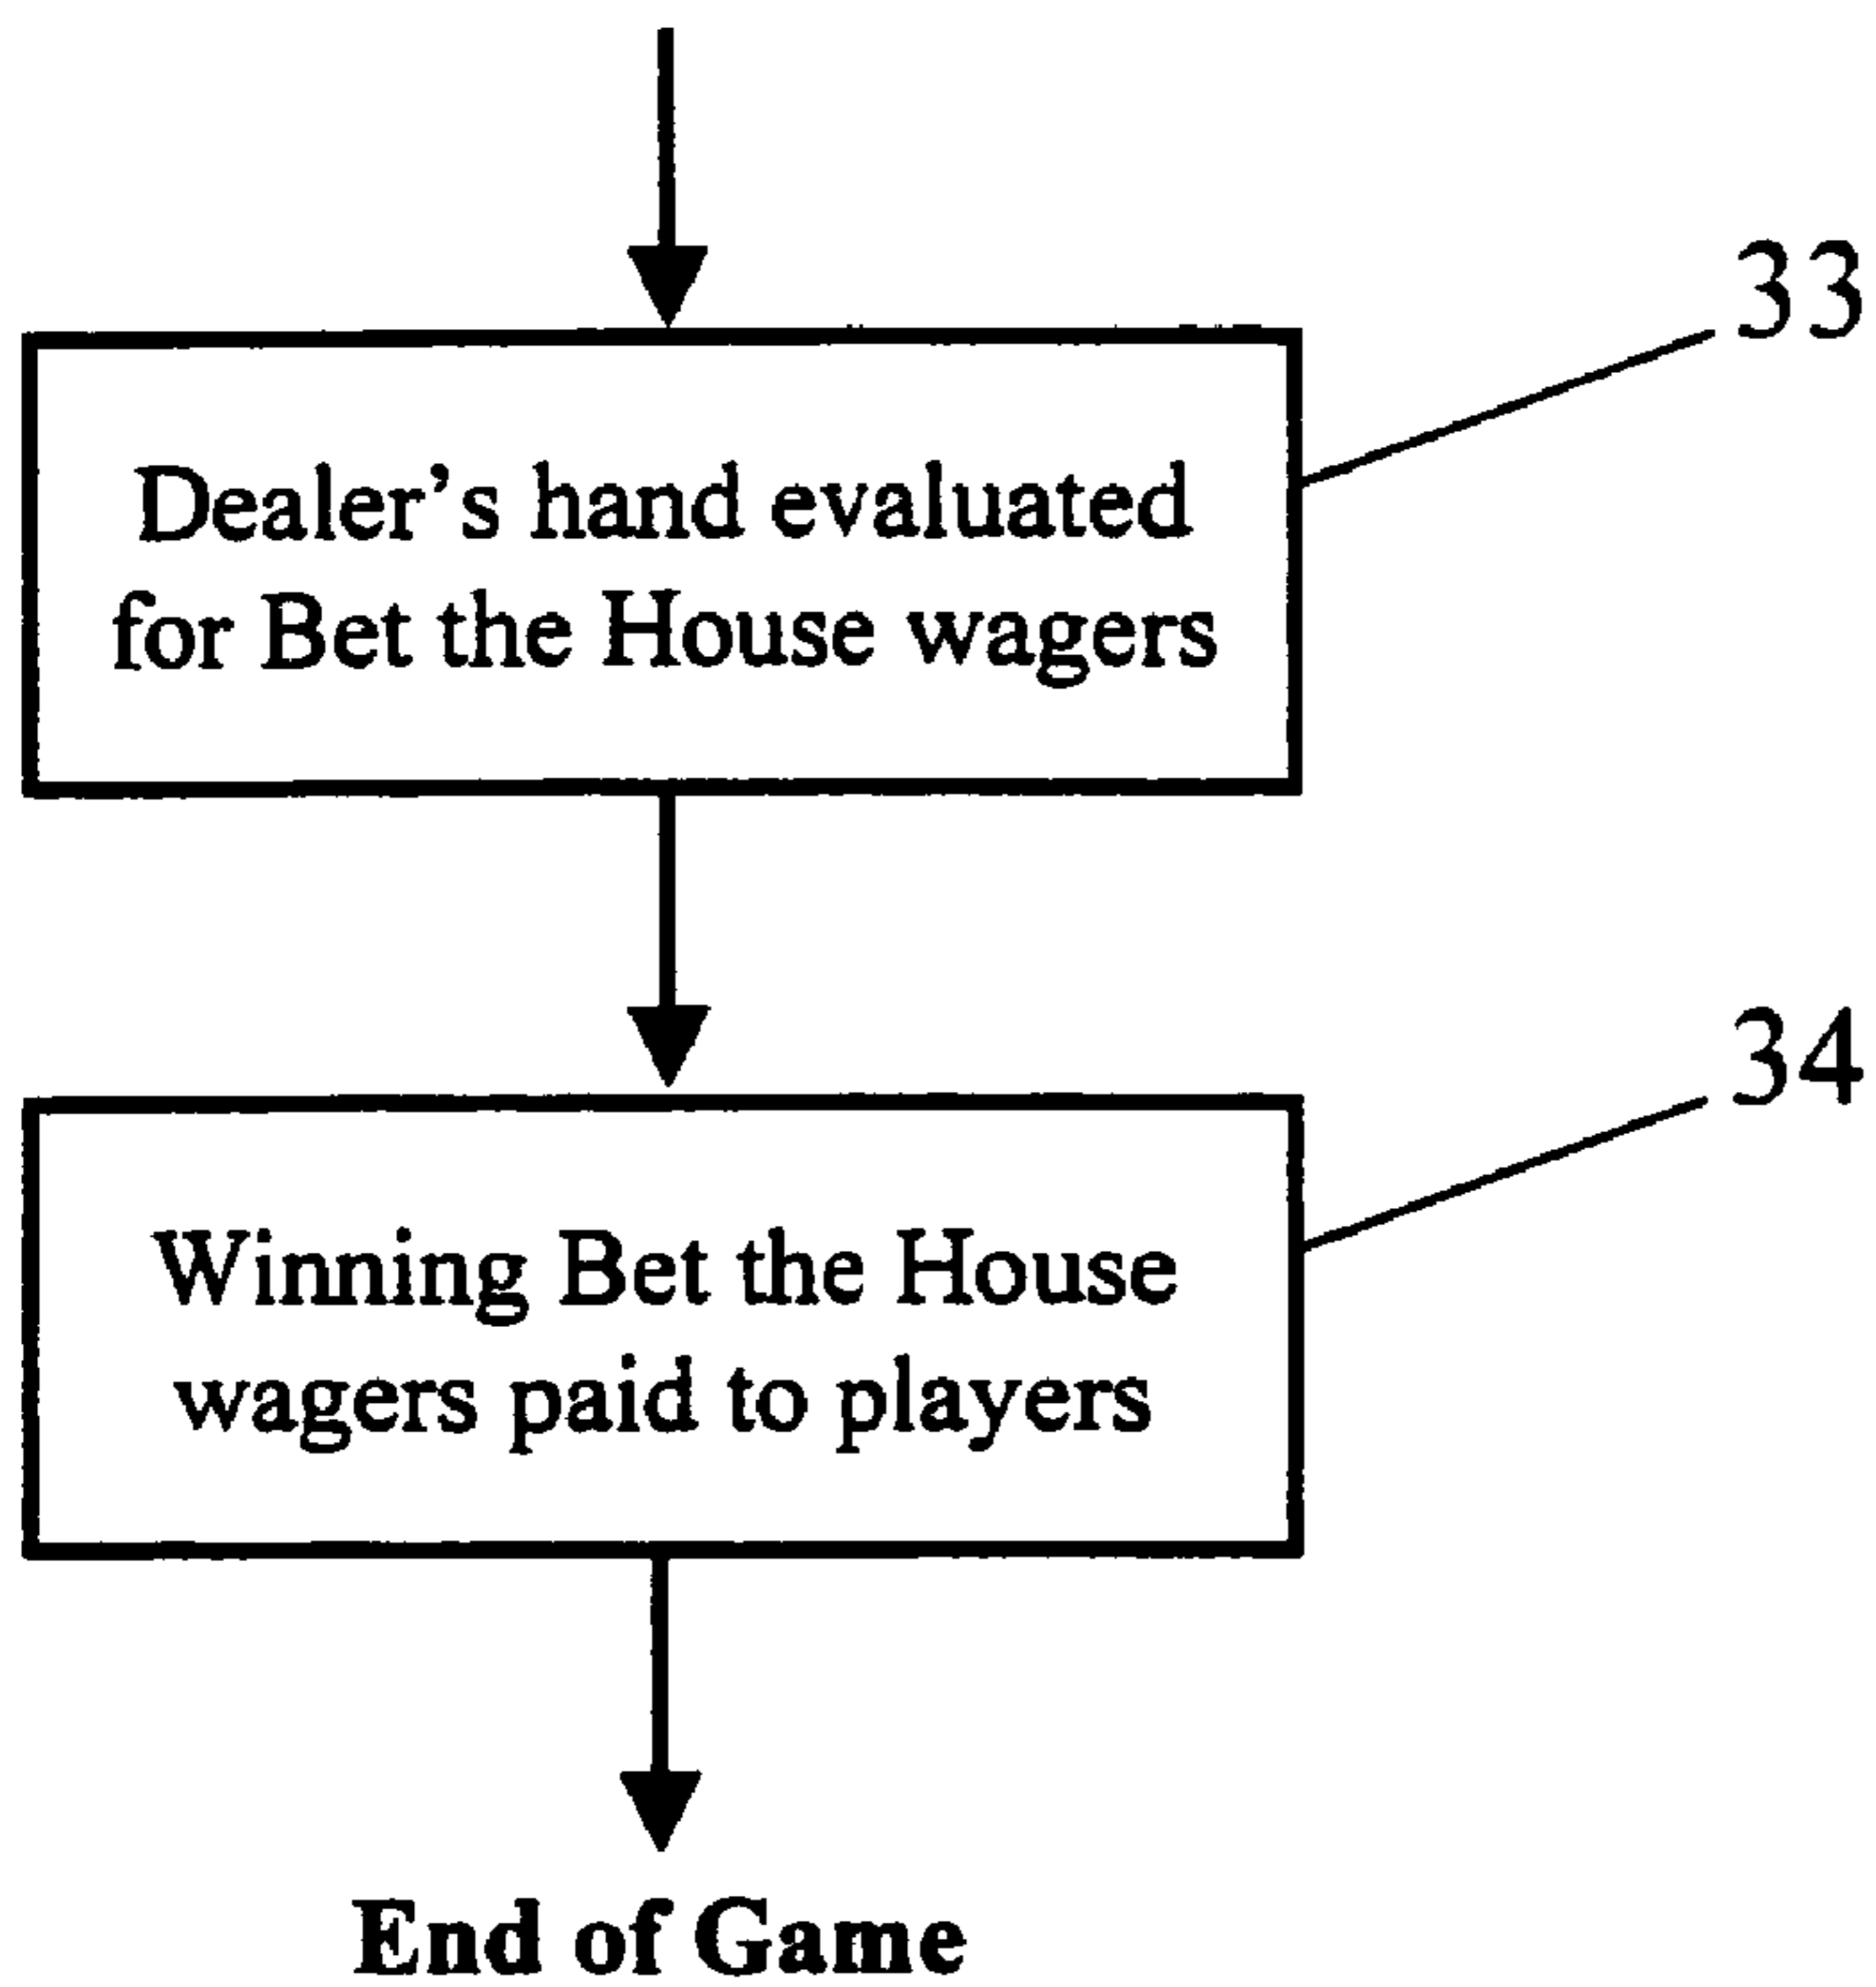 33
Dealer's hand evaluated
for Bet the House wagers
34
Winning Bet the House
wagers paid to players
End of Game